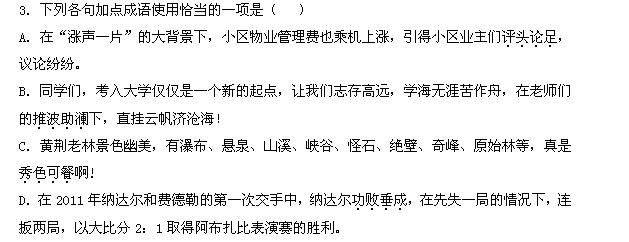 3. 下列各句加点成语使用恰当的一项是（   ）
A. 在“涨声一片”的大背景下，小区物业管理费也乘机上涨，引得小区业主们评头论足，
议论纷纷。
B. 同学们，考入大学仅仅是一个新的起点，让我们志存高远，学海无涯苦作舟，在老师们
的推波助澜下，直挂云帆济沧海！
C. 黄荆老林景色幽美，有瀑布、悬泉、山溪、峡谷、怪石、绝壁、奇峰、原始林等，真是
秀色可餐啊！
D. 在 2011 年纳达尔和费德勒的第一次交手中，纳达尔功败垂成，在先失一局的情况下，连
扳两局，以大比分 2：1 取得阿布扎比表演赛的胜利。